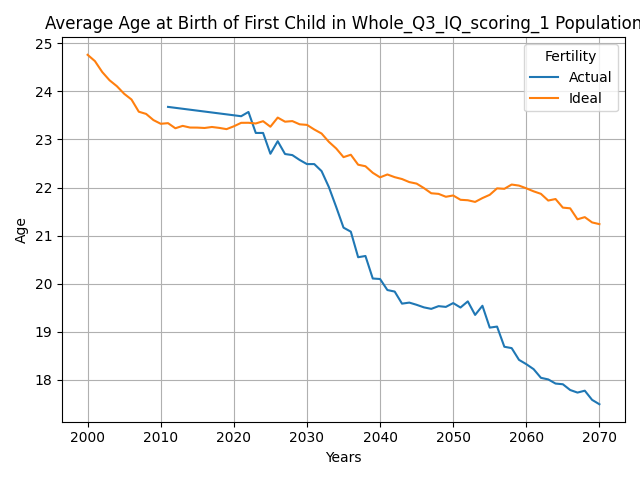 Average Age at Birth of First Child in Whole_Q3_IQ_scoring_1 Population
Fertility
Actual
Ideal
25
24
23
22
21
20
19
18
Age
2000 2010 2020 2030 2040 2050 2060 2070
Years